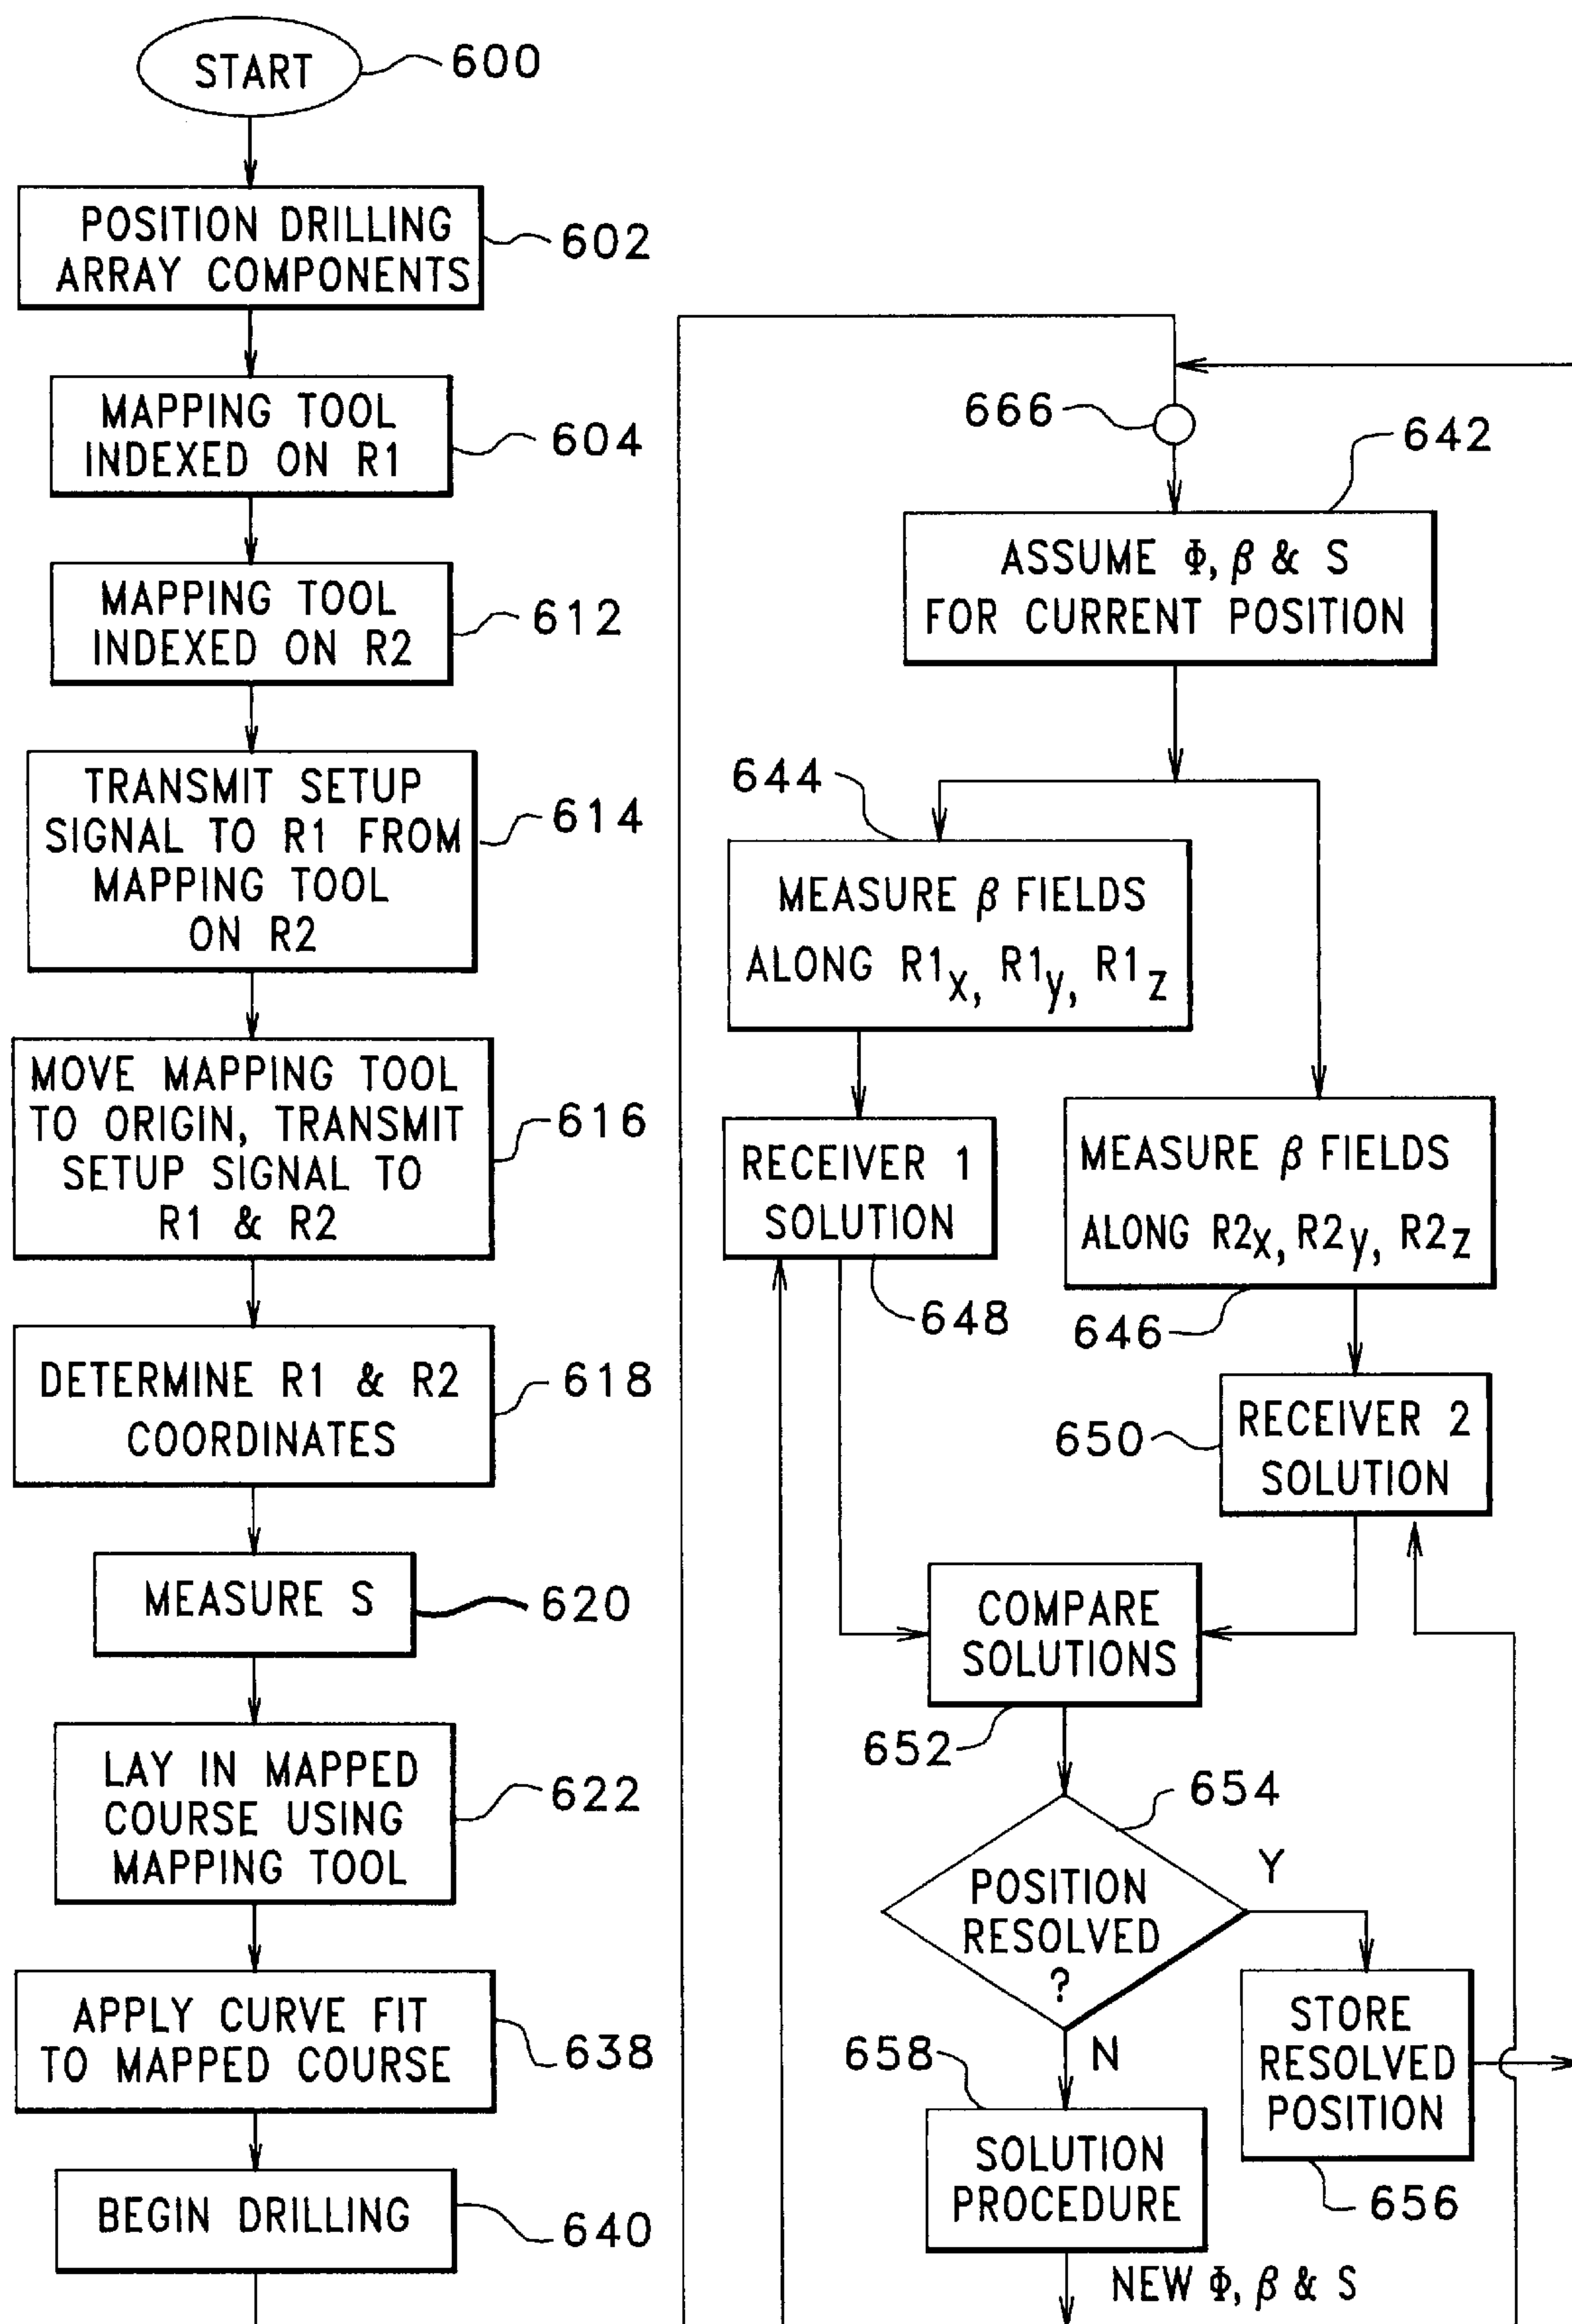 START
600
POSITION DRILLING
ARRAY COMPONENTS
602
MAPPING TOOL
INDEXED ON R1
604
MAPPING TOOL
INDEXED ON R2
612
TRANSMIT SETUP
SIGNAL TO R1 FROM
MAPPING TOOL
ON R2
614
MOVE MAPPING TOOL
TO ORIGIN, TRANSMIT
SETUP SIGNAL TO
R1 & R2
616
DETERMINE R1 & R2
COORDINATES
618
MEASURE S
620
LAY IN MAPPED
COURSE USING
MAPPING TOOL
622
APPLY CURVE FIT
TO MAPPED COURSE
638
BEGIN DRILLING
640
666
642
ASSUME Φ, β & S
FOR CURRENT POSITION
644
MEASURE β FIELDS
ALONG R1x, R1y, R1z
RECEIVER 1
SOLUTION
648
MEASURE β FIELDS
ALONG R2x, R2y, R2z
646
RECEIVER 2
SOLUTION
650
COMPARE
SOLUTIONS
652
654
POSITION
RESOLVED
?
Y
N
STORE
RESOLVED
POSITION
656
658
SOLUTION
PROCEDURE
NEW Φ, β & S